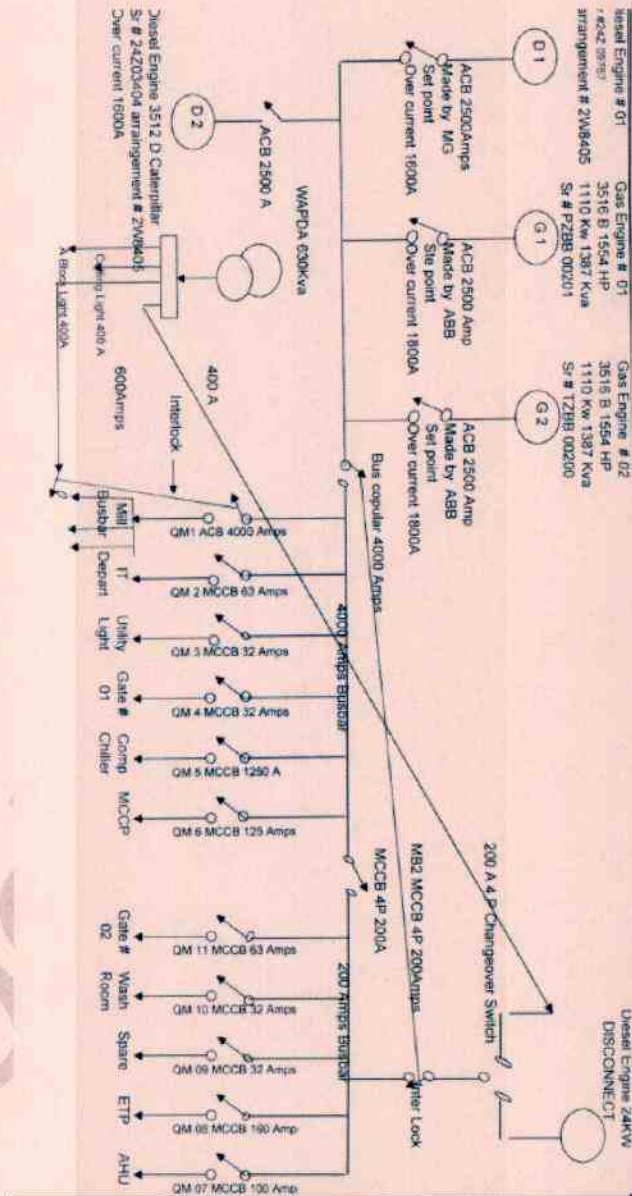 Diesel Engine # 01
arrangement # 2W8405
Gas Engine # 01
3516 B 1554 HP
1110 Kw 1387 Kva
Sr # PZBB 00201
Gas Engine # 02
3516 B 1554 HP
1110 Kw 1387 Kva
Sr # TZBB 00200
Diesel Engine 24KW
DISCONNECT
D 1
G 1
G 2
ACB 2500Amps
Made by MG
Set point
Over current 1600A
ACB 2500 Amp
Made by ABB
Ste point
Over current 1800A
ACB 2500 Amp
Made by ABB
Set point
Over current 1800A
Bus copular 4000 Amps
200 A 4 P Changeover Switch
MB2 MCCB 4P 200Amps
Inter Lock
MCCB 4P 200A
4000 Amps Busbar
200 Amps Busbar
ACB 2500 A
D 2
Diesel Engine 3512 D Caterpillar
Sr # 24Z03404 arraingement # 2W8405
Over current 1600A
WAPDA 630Kva
400 A
Interlock
600Amps
Light 400 A
A Block Light 400A
QM1 ACB 4000 Amps
QM 2 MCCB 63 Amps
QM 3 MCCB 32 Amps
QM 4 MCCB 32 Amps
QM 5 MCCB 1250 A
QM 6 MCCB 125 Amps
QM 11 MCCB 63 Amps
QM 10 MCCB 32 Amps
QM 09 MCCB 32 Amps
QM 08 MCCB 160 Amp
QM 07 MCCB 100 Amp
Mill
Busbar
IT
Depart
Utility
Light
Gate #
01
Comp
Chiller
MCCP
Gate #
02
Wash
Room
Spare
ETP
AHU